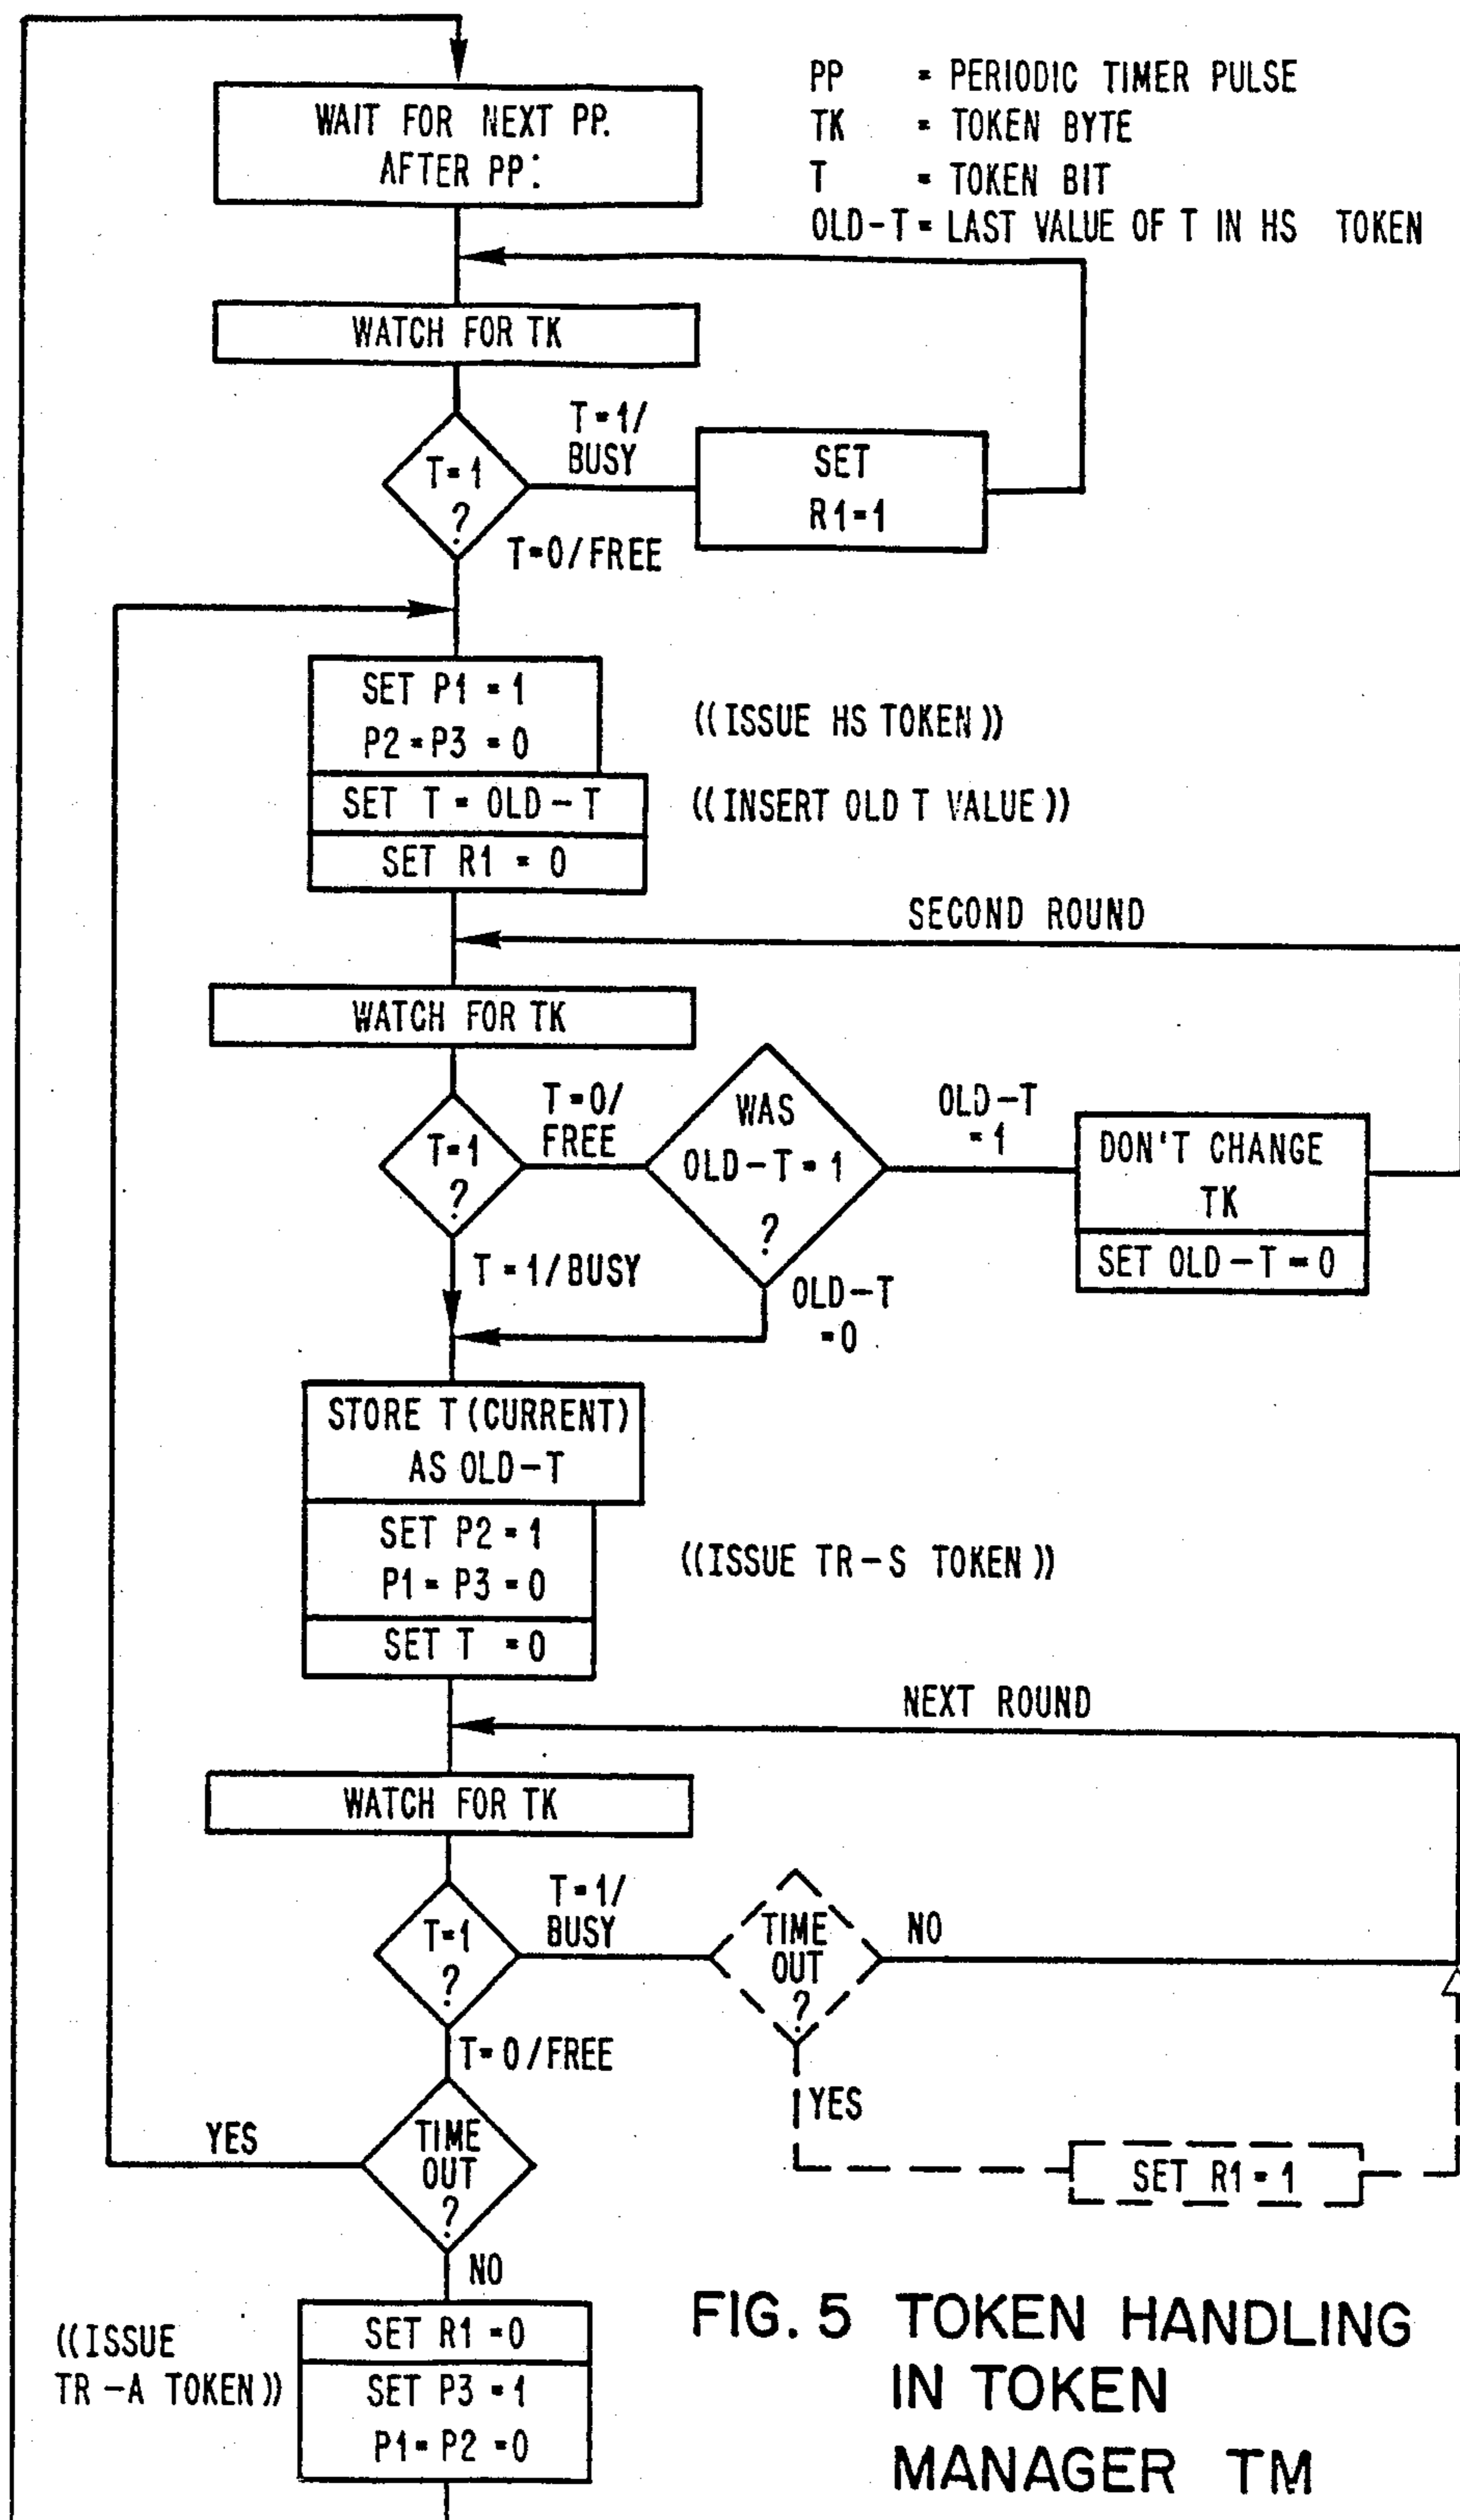 WAIT FOR NEXT PP.
AFTER PP:
PP = PERIODIC TIMER PULSE
TK = TOKEN BYTE
T = TOKEN BIT
OLD-T = LAST VALUE OF T IN HS TOKEN
WATCH FOR TK
T=1
?
T=1/
BUSY
SET
R1=1
T=0/FREE
SET P1 = 1
P2=P3 = 0
((ISSUE HS TOKEN))
SET T = OLD-T
((INSERT OLD T VALUE))
SET R1 = 0
SECOND ROUND
WATCH FOR TK
T=1
?
T=0/
FREE
WAS
OLD-T=1
?
OLD-T
=1
DON'T CHANGE
TK
SET OLD-T=0
T=1/BUSY
OLD-T
=0
STORE T (CURRENT)
AS OLD-T
SET P2=1
P1=P3=0
((ISSUE TR-S TOKEN))
SET T =0
NEXT ROUND
WATCH FOR TK
T=1
?
T=1/
BUSY
TIME
OUT
?
NO
YES
SET R1=1
T=0/FREE
TIME
OUT
?
YES
NO
((ISSUE
TR-A TOKEN))
SET R1=0
SET P3=1
P1=P2=0
FIG. 5 TOKEN HANDLING
IN TOKEN
MANAGER TM